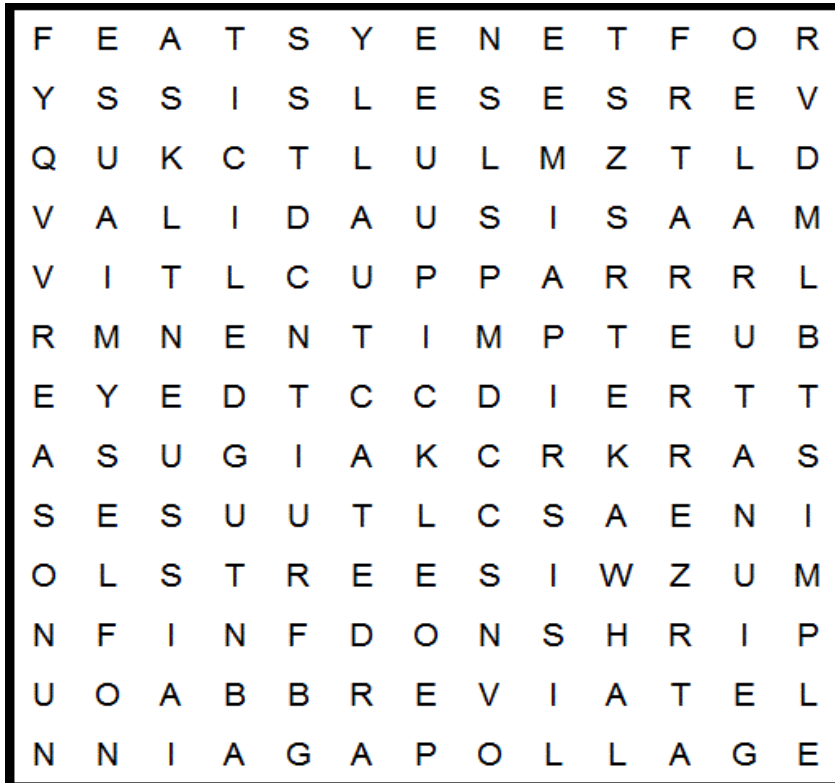 F E A T S Y E N E T F O R
Y S S I S L E S E S R E V
Q U K C T L U L M Z T L D
V A L I D A U S I S A A M
V I T L C U P P A R R R L
R M N E N T I M P T E U B
E Y E D T C C D I E R T T
A S U G I A K C R K R A S
S E S U U T L C S A E N I
O L S T R E E S I W Z U M
N F I N F D O N S H R I P
U O A B B R E V I A T E L
N N I A G A P O L L A G E